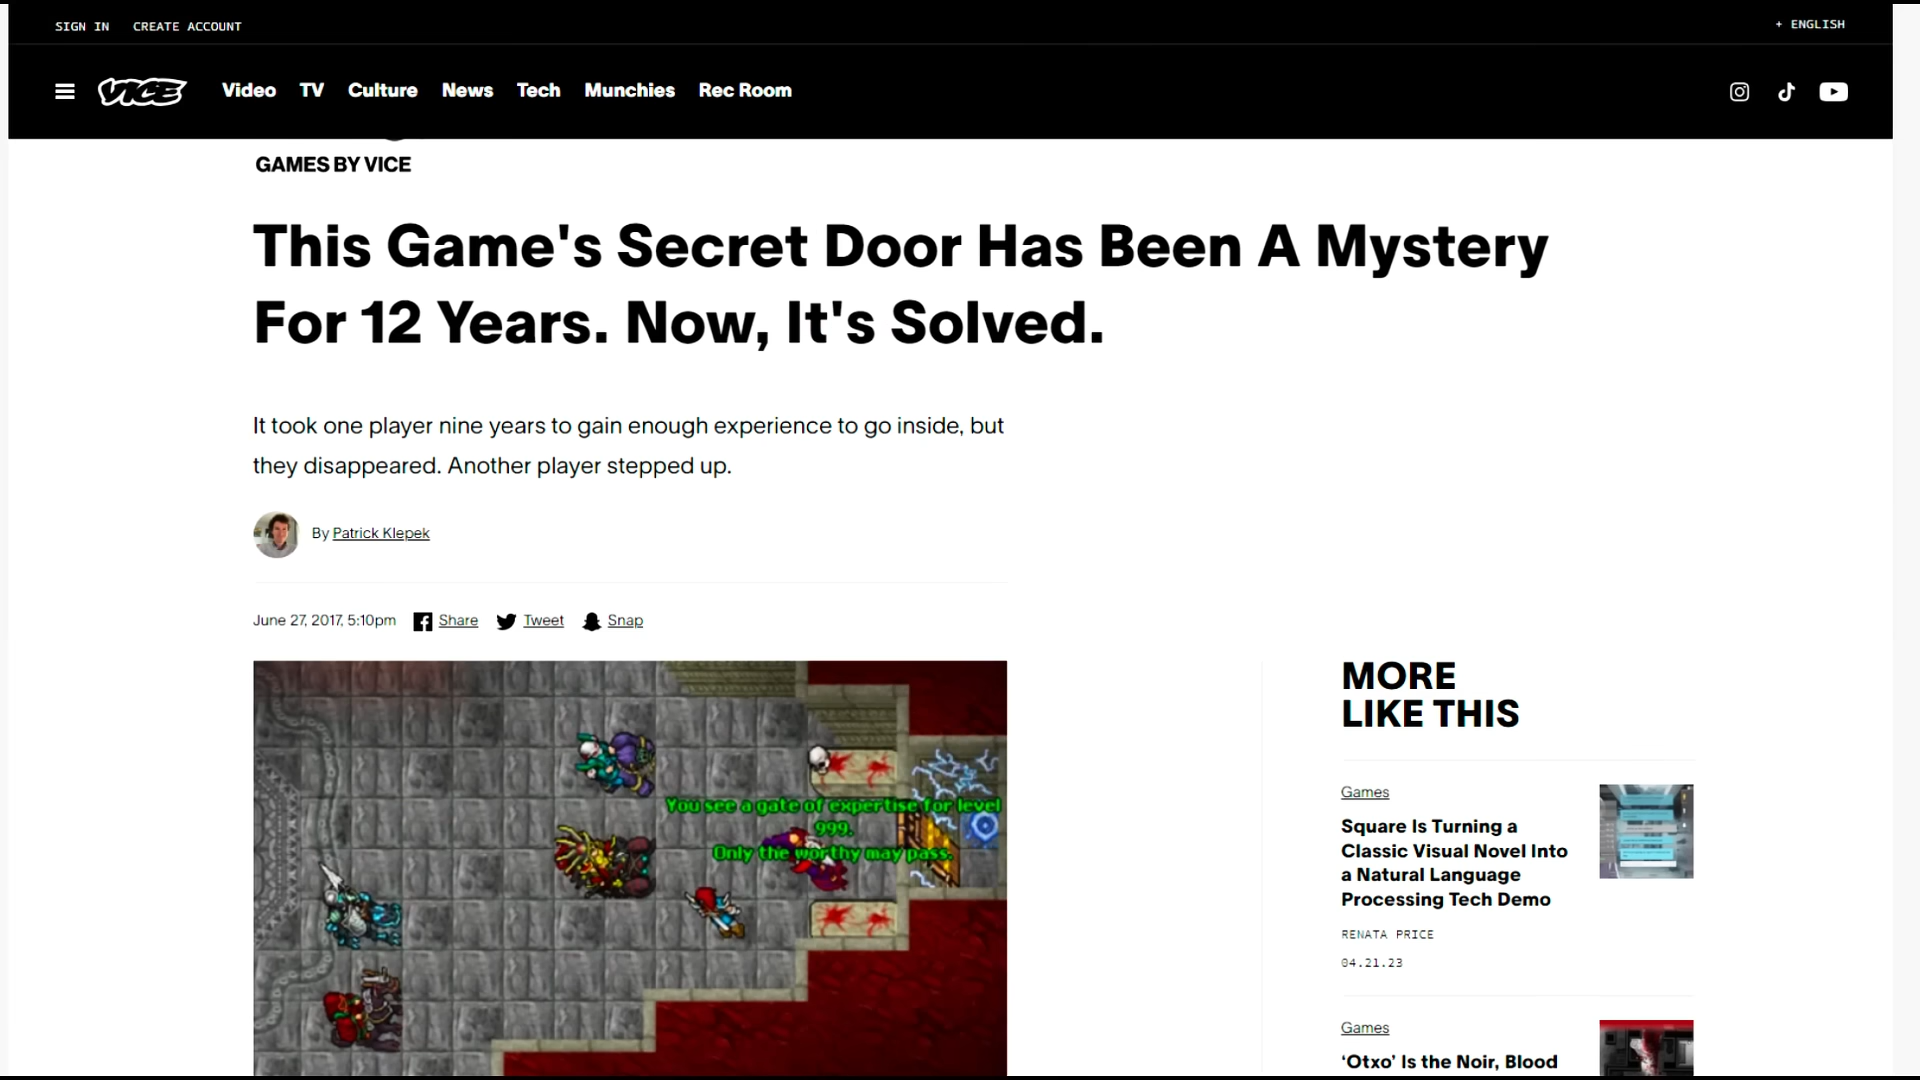 SIGN IN CREATE ACCOUNT + ENGLISH
VICE Video TV Culture News Tech Munchies Rec Room
GAMES BY VICE
This Game's Secret Door Has Been A Mystery
For 12 Years. Now, It's Solved.
It took one player nine years to gain enough experience to go inside, but
they disappeared. Another player stepped up.
By Patrick Klepek
June 27, 2017, 5:10pm Share Tweet Snap
You see a gate of expertise for level
999.
Only the worthy may pass.
MORE
LIKE THIS
Games
Square Is Turning a
Classic Visual Novel Into
a Natural Language
Processing Tech Demo
RENATA PRICE
04.21.23
Games
‘Otxo’ Is the Noir, Blood